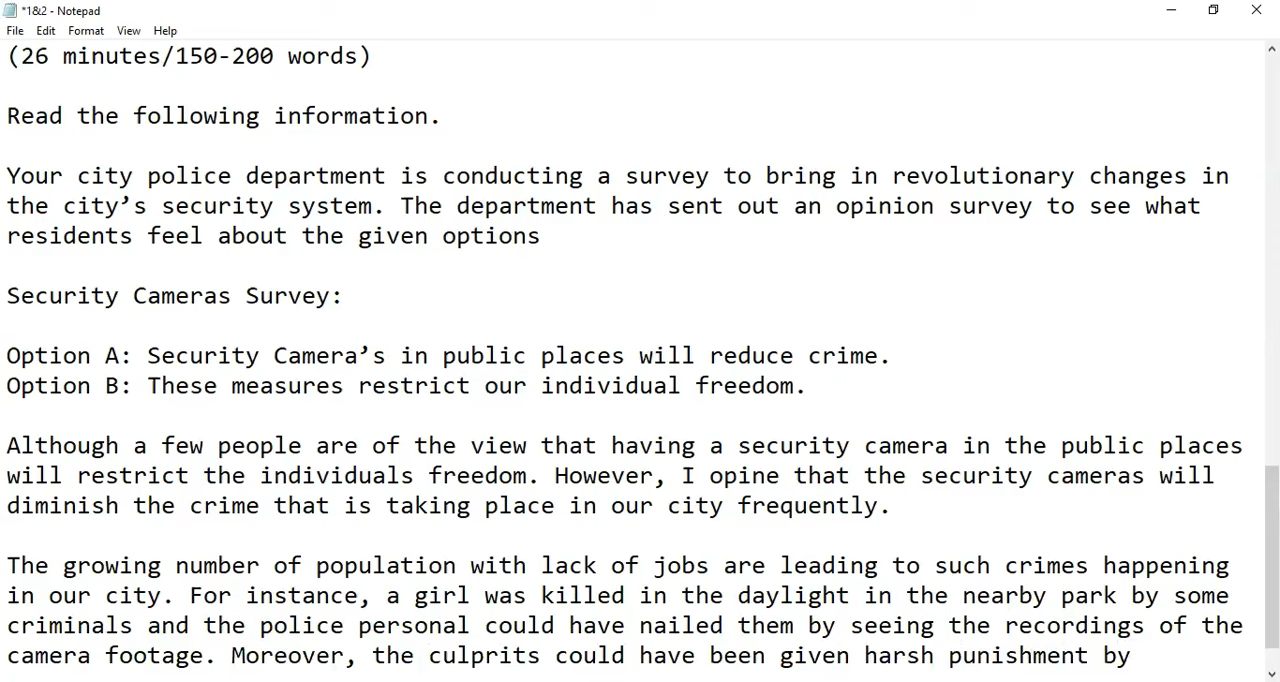 *1&2 - Notepad
File Edit Format View Help
(26 minutes/150-200 words)
Read the following information.
Your city police department is conducting a survey to bring in revolutionary changes in
the city’s security system. The department has sent out an opinion survey to see what
residents feel about the given options
Security Cameras Survey:
Option A: Security Camera’s in public places will reduce crime.
Option B: These measures restrict our individual freedom.
Although a few people are of the view that having a security camera in the public places
will restrict the individuals freedom. However, I opine that the security cameras will
diminish the crime that is taking place in our city frequently.
The growing number of population with lack of jobs are leading to such crimes happening
in our city. For instance, a girl was killed in the daylight in the nearby park by some
criminals and the police personal could have nailed them by seeing the recordings of the
camera footage. Moreover, the culprits could have been given harsh punishment by